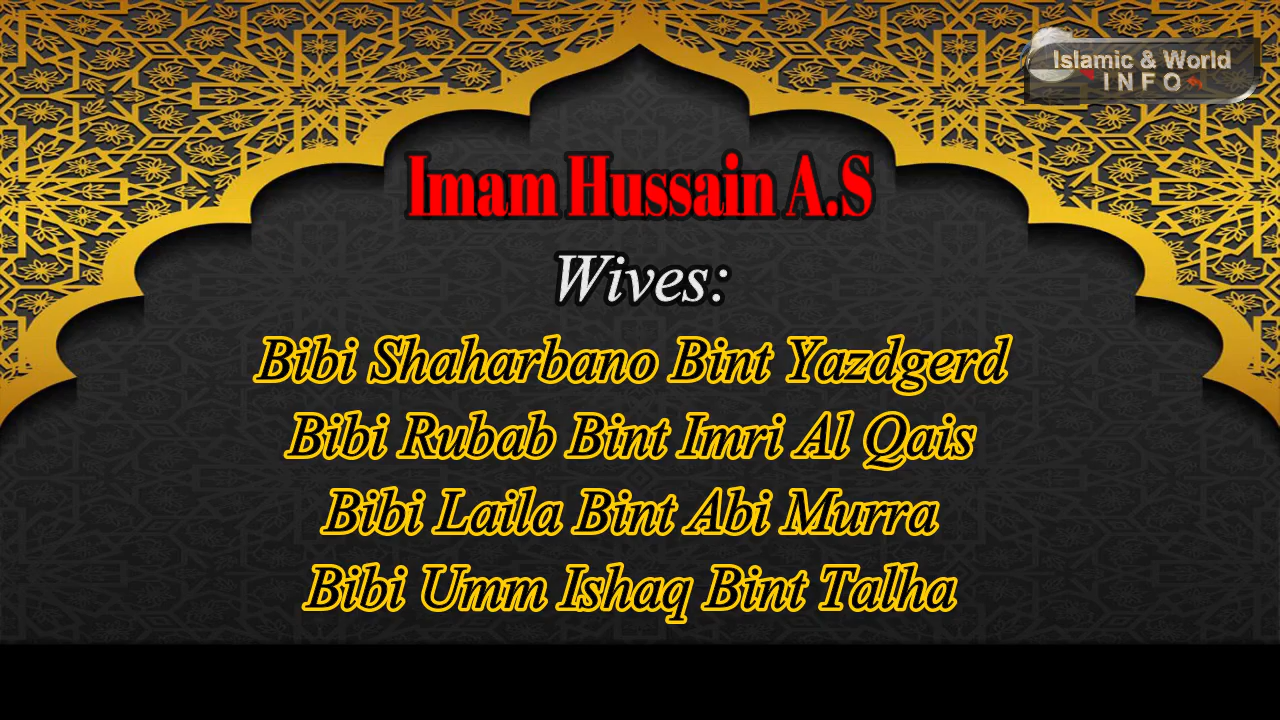 Islamic & World
INFO
Imam Hussain A.S
Wives:
Bibi Shaharbano Bint Yazdgerd
Bibi Rubab Bint Imri Al Qais
Bibi Laila Bint Abi Murra
Bibi Umm Ishaq Bint Talha